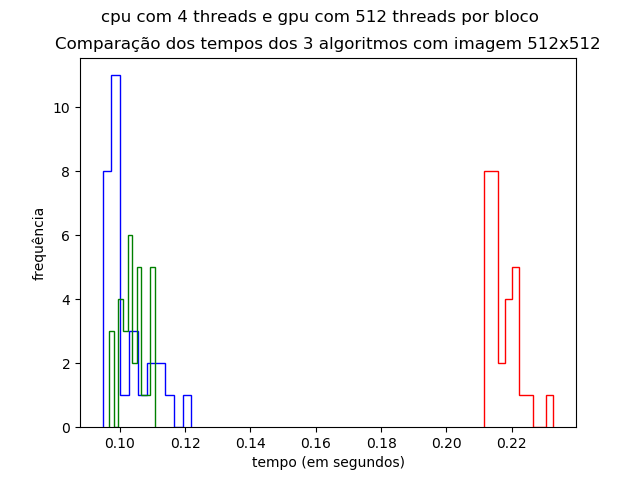 cpu com 4 threads e gpu com 512 threads por bloco
Comparação dos tempos dos 3 algoritmos com imagem 512x512
10
8
6
4
2
0
frequência
0.10 0.12 0.14 0.16 0.18 0.20 0.22
tempo (em segundos)